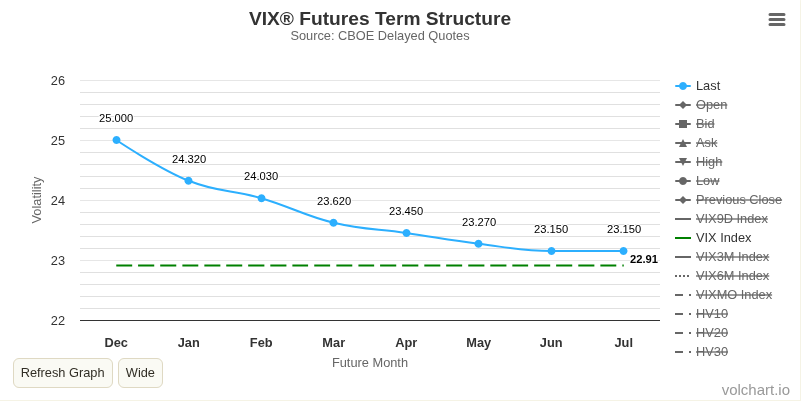 VIX® Futures Term Structure
Source: CBOE Delayed Quotes
26
25
24
23
22
Volatility
25.000
24.320
24.030
23.620
23.450
23.270
23.150
23.150
22.91
Dec
Jan
Feb
Mar
Apr
May
Jun
Jul
Future Month
Last
Open
Bid
Ask
High
Low
Previous Close
VIX9D Index
VIX Index
VIX3M Index
VIX6M Index
VIXMO Index
HV10
HV20
HV30
Refresh Graph
Wide
volchart.io